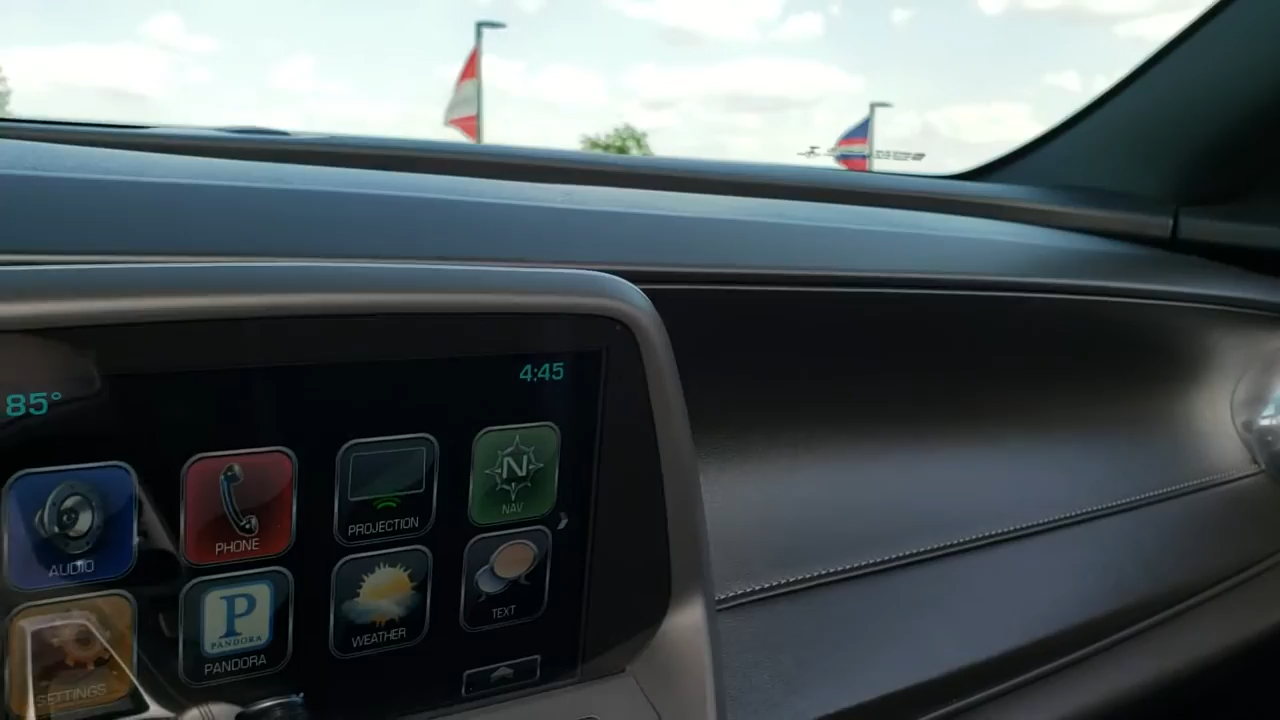 4:45
85°
AUDIO
PHONE
PROJECTION
N
NAV
SETTINGS
P
PANDORA
PANDORA
WEATHER
TEXT